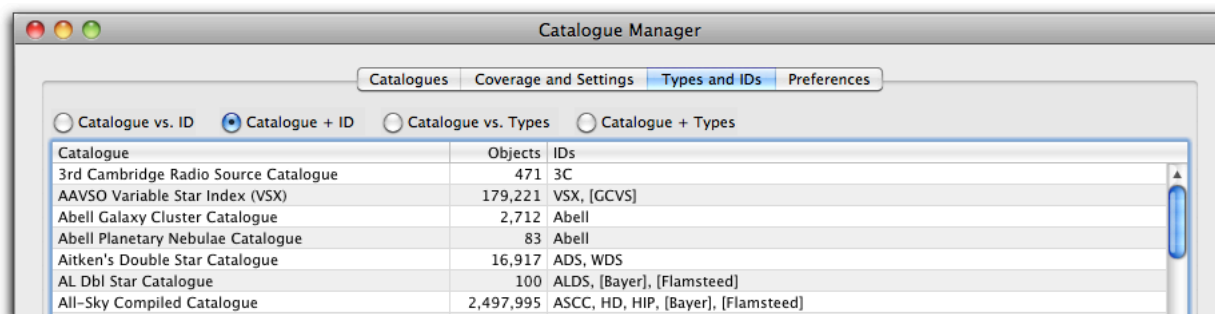 Catalogue Manager
Catalogues Coverage and Settings Types and IDs Preferences
Catalogue vs. ID Catalogue + ID Catalogue vs. Types Catalogue + Types
Catalogue Objects IDs
3rd Cambridge Radio Source Catalogue 471 3C
AAVSO Variable Star Index (VSX) 179,221 VSX, [GCVS]
Abell Galaxy Cluster Catalogue 2,712 Abell
Abell Planetary Nebulae Catalogue 83 Abell
Aitken's Double Star Catalogue 16,917 ADS, WDS
AL Dbl Star Catalogue 100 ALDS, [Bayer], [Flamsteed]
All-Sky Compiled Catalogue 2,497,995 ASCC, HD, HIP, [Bayer], [Flamsteed]